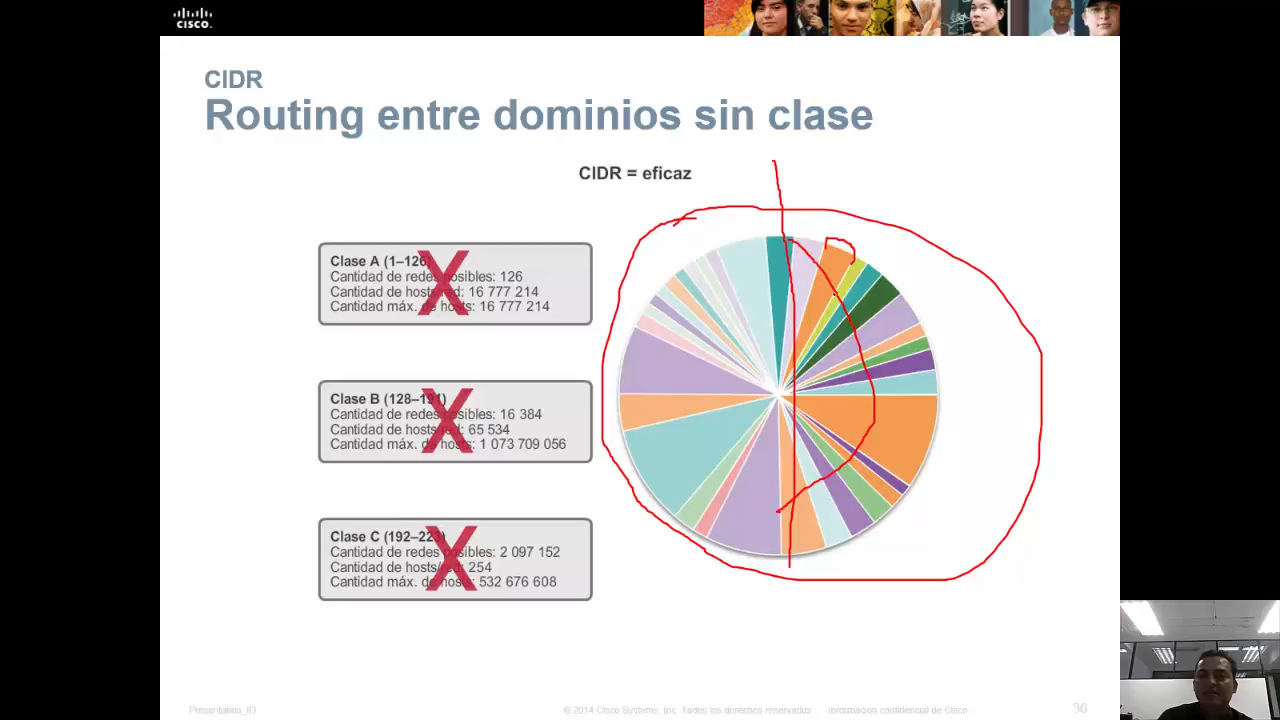 CISCO
CIDR
Routing entre dominios sin clase
CIDR = eficaz
Clase A (1–126)
Cantidad de redes posibles: 126
Cantidad de hosts/red: 16 777 214
Cantidad máx. de hosts: 16 777 214
Clase B (128–191)
Cantidad de redes posibles: 16 384
Cantidad de hosts/red: 65 534
Cantidad máx. de hosts: 1 073 709 056
Clase C (192–223)
Cantidad de redes posibles: 2 097 152
Cantidad de hosts/red: 254
Cantidad máx. de hosts: 532 676 608
Presentation_ID
© 2014 Cisco Systems, Inc. Todos los derechos reservados.
Información confidencial de Cisco
36